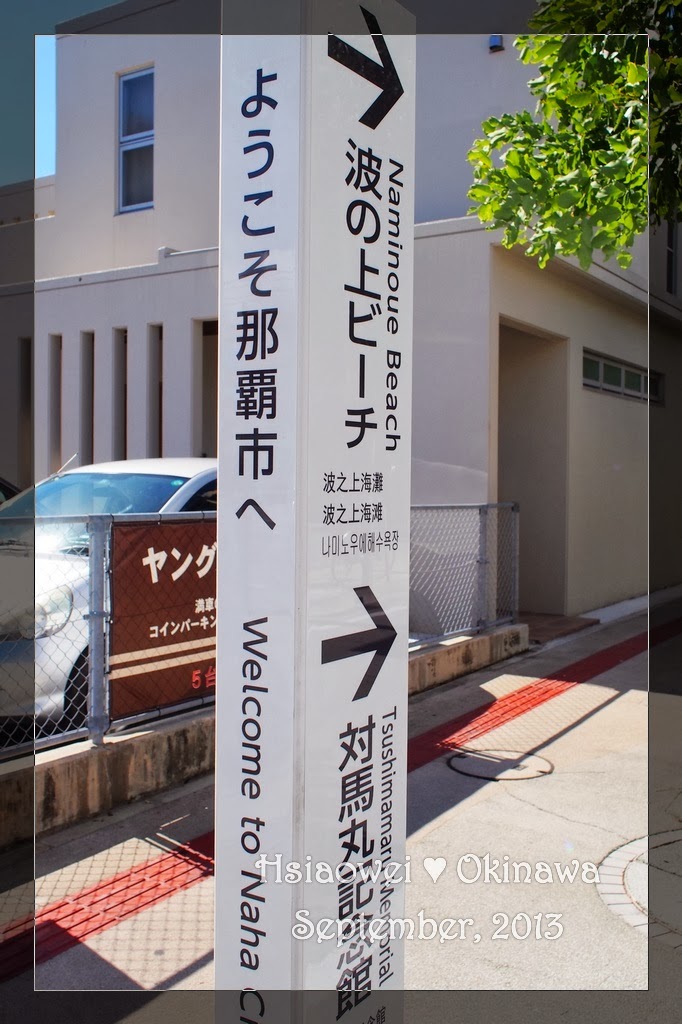 ようこそ那覇市へ
Welcome to Naha
波の上ビーチ
Naminoue Beach
波之上海灘
波之上海滩
나미노우에해수욕장
対馬丸記念館
Tsushimamaru Memorial
ヤング
満車
コインパーキン
5台
Hsiaowei ♥ Okinawa
September, 2013